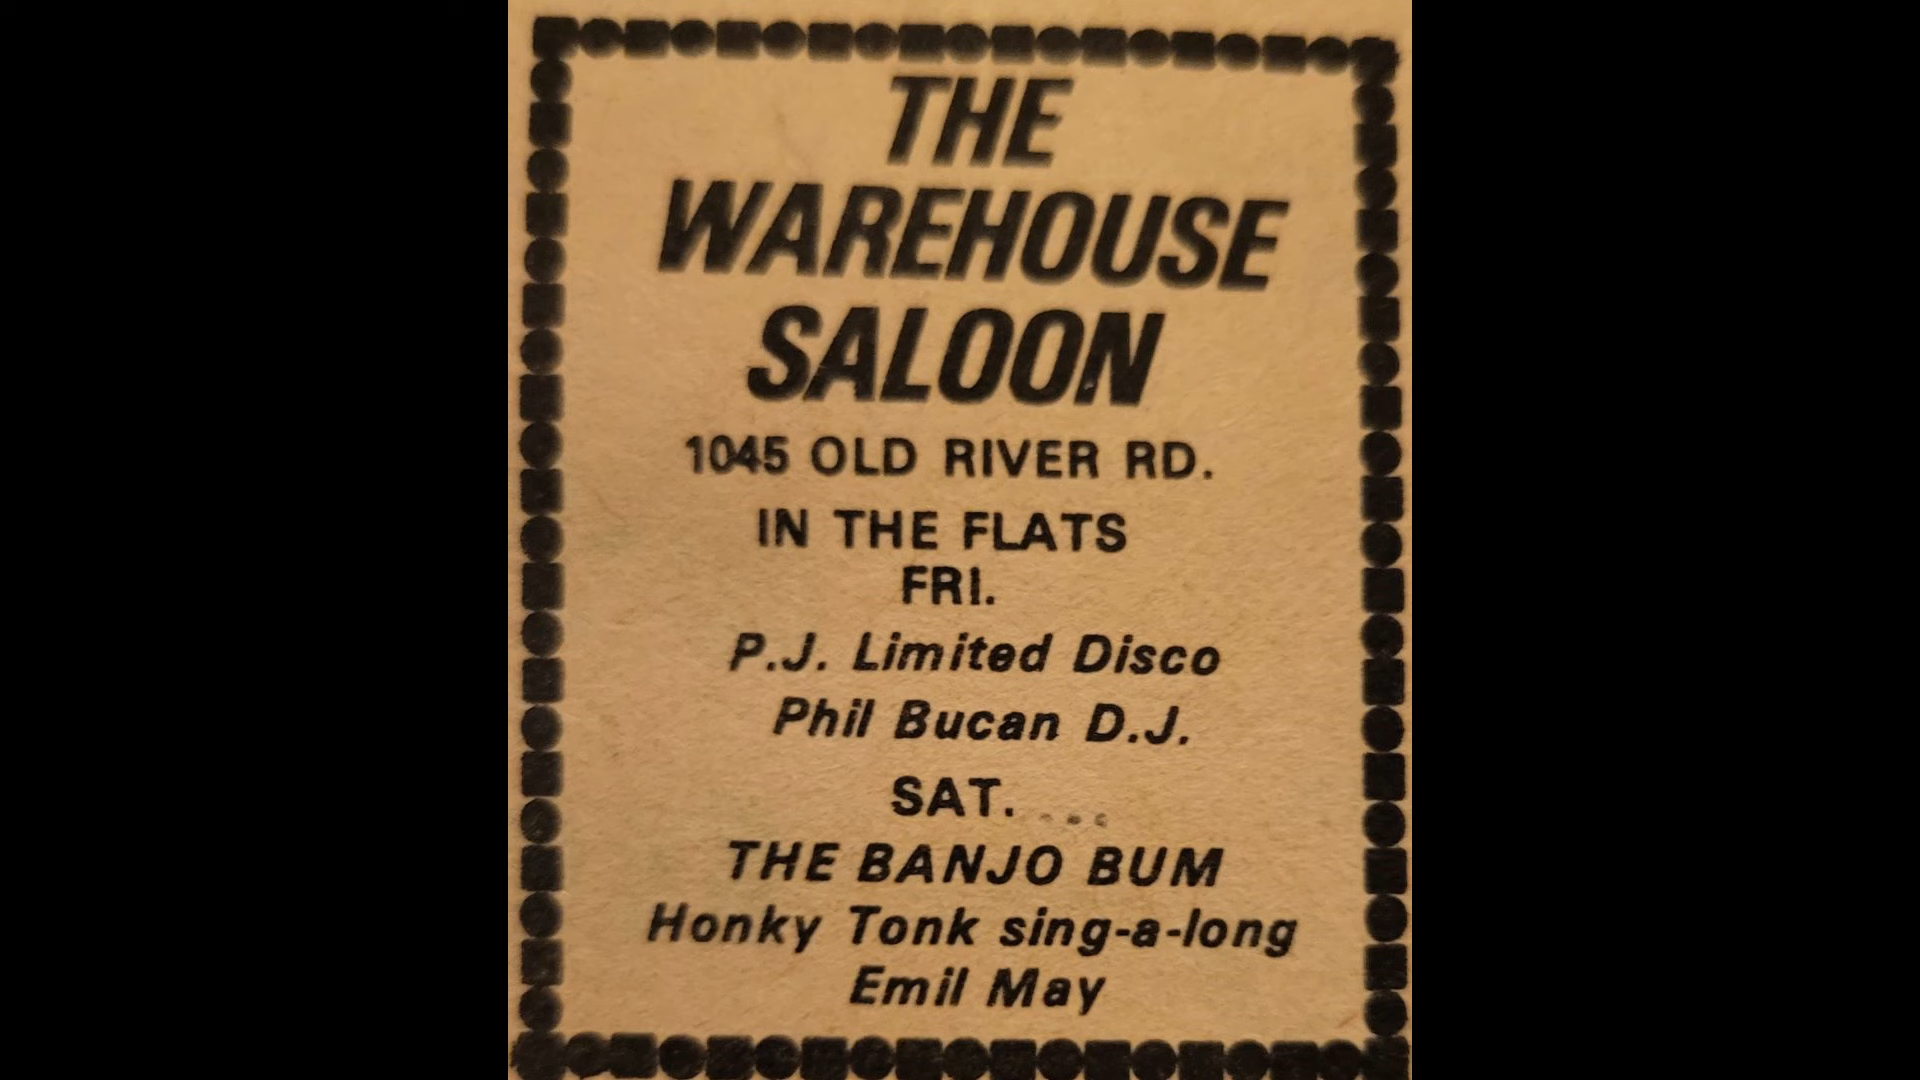 THE
WAREHOUSE
SALOON
1045 OLD RIVER RD.
IN THE FLATS
FRI.
P.J. Limited Disco
Phil Bucan D.J.
SAT.
THE BANJO BUM
Honky Tonk sing-a-long
Emil May